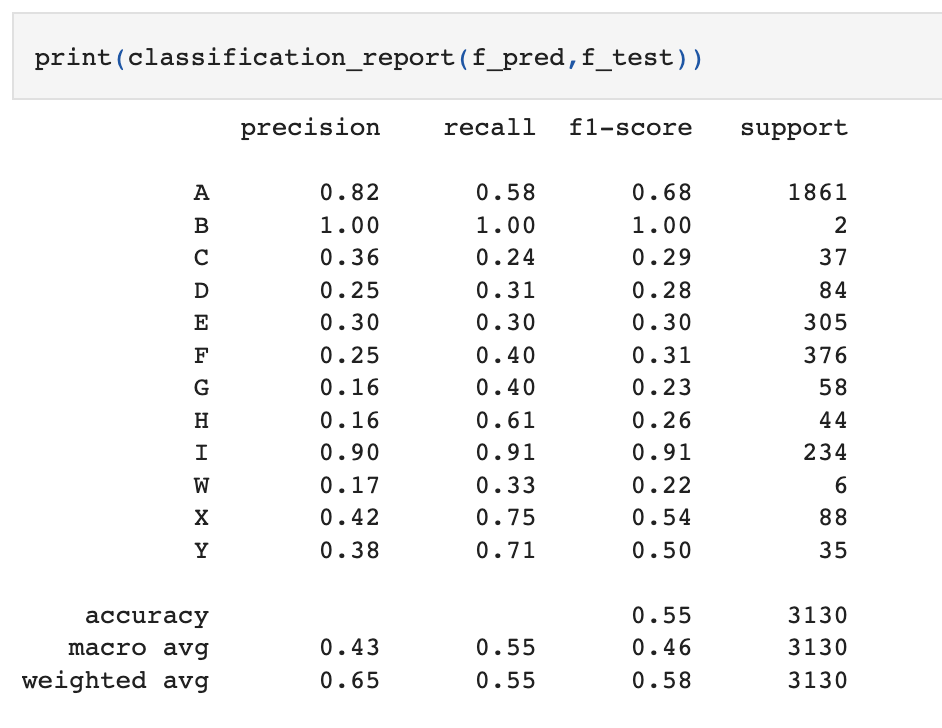 print(classification_report(f_pred,f_test))
precision recall f1-score support
A 0.82 0.58 0.68 1861
B 1.00 1.00 1.00 2
C 0.36 0.24 0.29 37
D 0.25 0.31 0.28 84
E 0.30 0.30 0.30 305
F 0.25 0.40 0.31 376
G 0.16 0.40 0.23 58
H 0.16 0.61 0.26 44
I 0.90 0.91 0.91 234
W 0.17 0.33 0.22 6
X 0.42 0.75 0.54 88
Y 0.38 0.71 0.50 35
accuracy 0.55 3130
macro avg 0.43 0.55 0.46 3130
weighted avg 0.65 0.55 0.58 3130